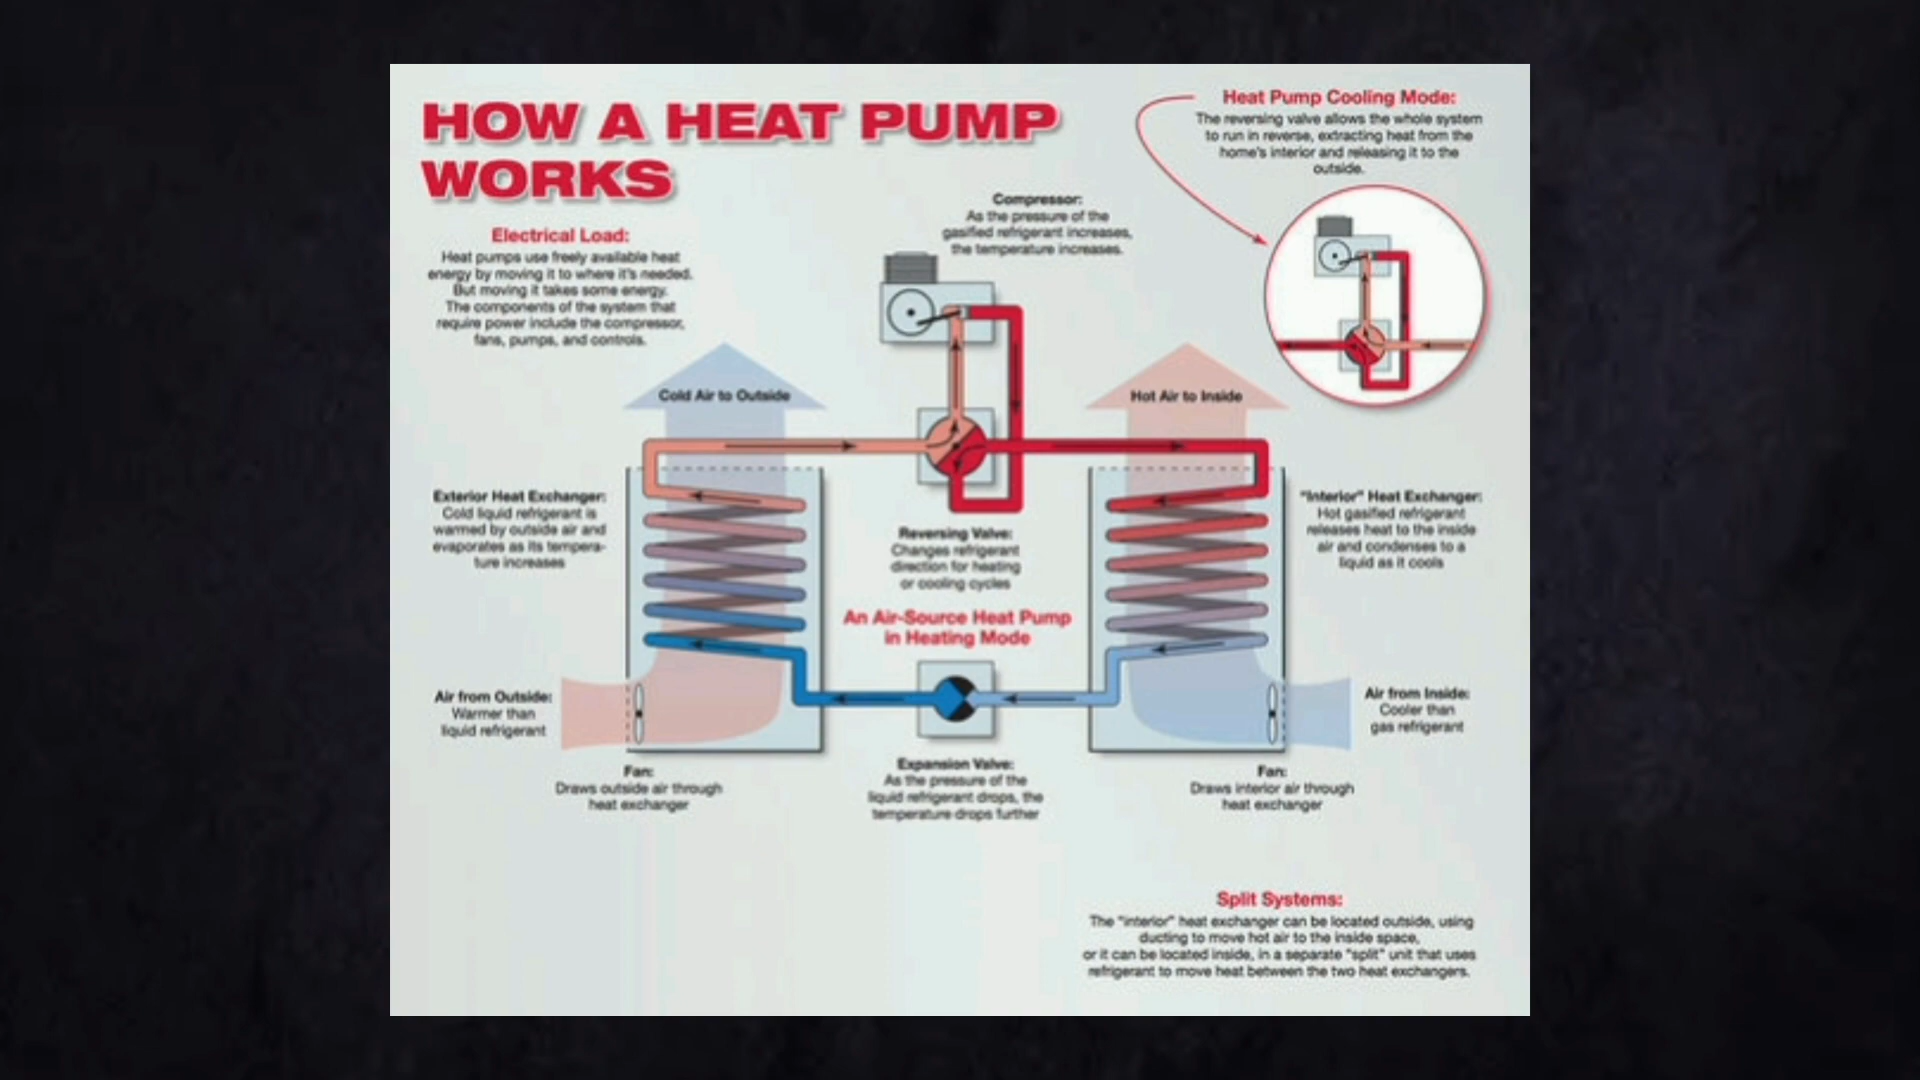 HOW A HEAT PUMP
WORKS
Electrical Load:
Heat pumps use freely available heat
energy by moving it to where it's needed.
But moving it takes some energy.
The components of the system that
require power include the compressor,
fans, pumps, and controls.
Compressor:
As the pressure of the
gasified refrigerant increases,
the temperature increases.
Heat Pump Cooling Mode:
The reversing valve allows the whole system
to run in reverse, extracting heat from the
home's interior and releasing it to the
outside.
Cold Air to Outside
Hot Air to Inside
Exterior Heat Exchanger:
Cold liquid refrigerant is
warmed by outside air and
evaporates as its tempera-
ture increases
Reversing Valve:
Changes refrigerant
direction for heating
or cooling cycles
"Interior" Heat Exchanger:
Hot gasified refrigerant
releases heat to the inside
air and condenses to a
liquid as it cools
An Air-Source Heat Pump
in Heating Mode
Air from Outside:
Warmer than
liquid refrigerant
Air from Inside:
Cooler than
gas refrigerant
Fan:
Draws outside air through
heat exchanger
Expansion Valve:
As the pressure of the
liquid refrigerant drops, the
temperature drops further
Fan:
Draws interior air through
heat exchanger
Split Systems:
The "interior" heat exchanger can be located outside, using
ducting to move hot air to the inside space,
or it can be located inside, in a separate "split" unit that uses
refrigerant to move heat between the two heat exchangers.